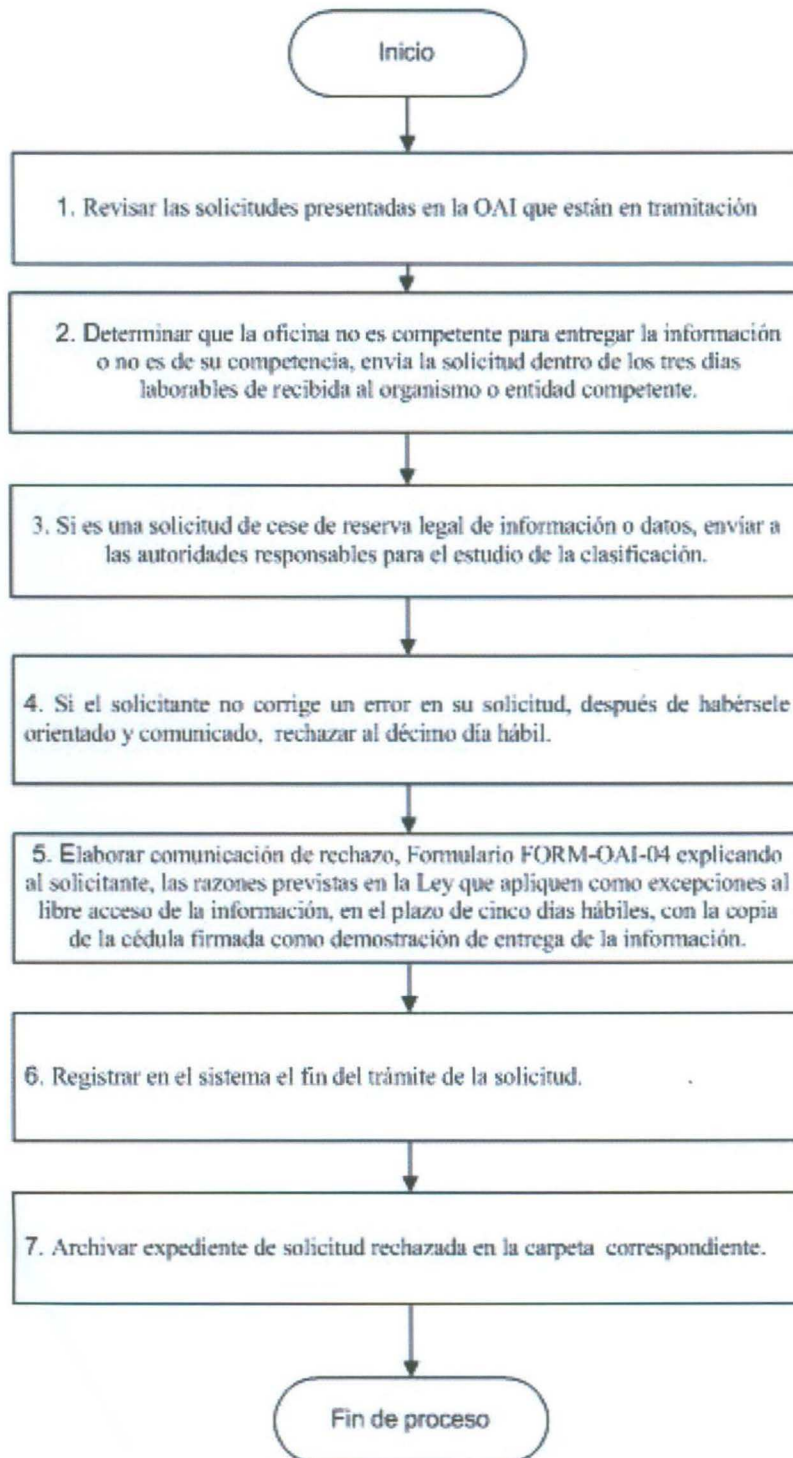 Inicio
1. Revisar las solicitudes presentadas en la OAI que están en tramitación
2. Determinar que la oficina no es competente para entregar la información
o no es de su competencia, envia la solicitud dentro de los tres dias
laborables de recibida al organismo o entidad competente.
3. Si es una solicitud de cese de reserva legal de información o datos, enviar a
las autoridades responsables para el estudio de la clasificación.
4. Si el solicitante no corrige un error en su solicitud, después de habérsele
orientado y comunicado, rechazar al décimo día hábil.
5. Elaborar comunicación de rechazo, Formulario FORM-OAI-04 explicando
al solicitante, las razones previstas en la Ley que apliquen como excepciones al
libre acceso de la información, en el plazo de cinco dias hábiles, con la copia
de la cédula firmada como demostración de entrega de la información.
6. Registrar en el sistema el fin del trámite de la solicitud.
7. Archivar expediente de solicitud rechazada en la carpeta correspondiente.
Fin de proceso